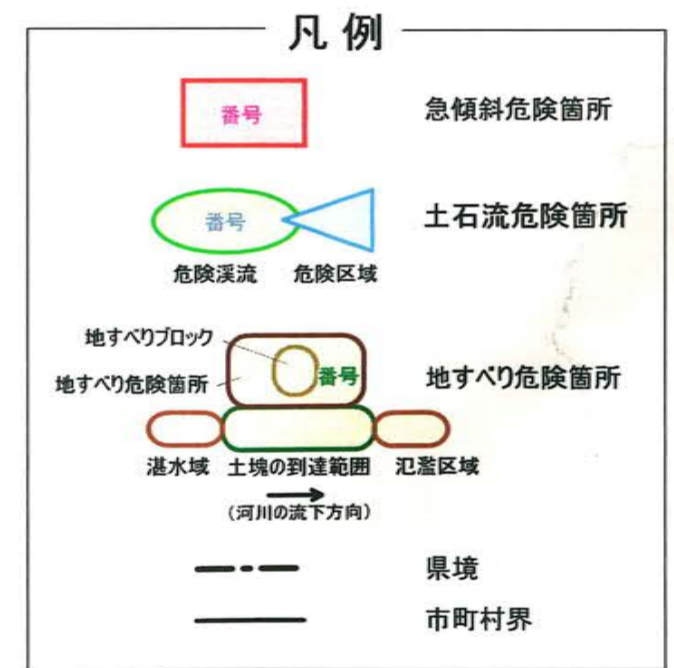 凡例
番号
急傾斜危険箇所
番号
土石流危険箇所
危険渓流
危険区域
地すべりブロック
地すべり危険箇所
番号
地すべり危険箇所
湛水域
土塊の到達範囲
氾濫区域
(河川の流下方向)
県境
市町村界